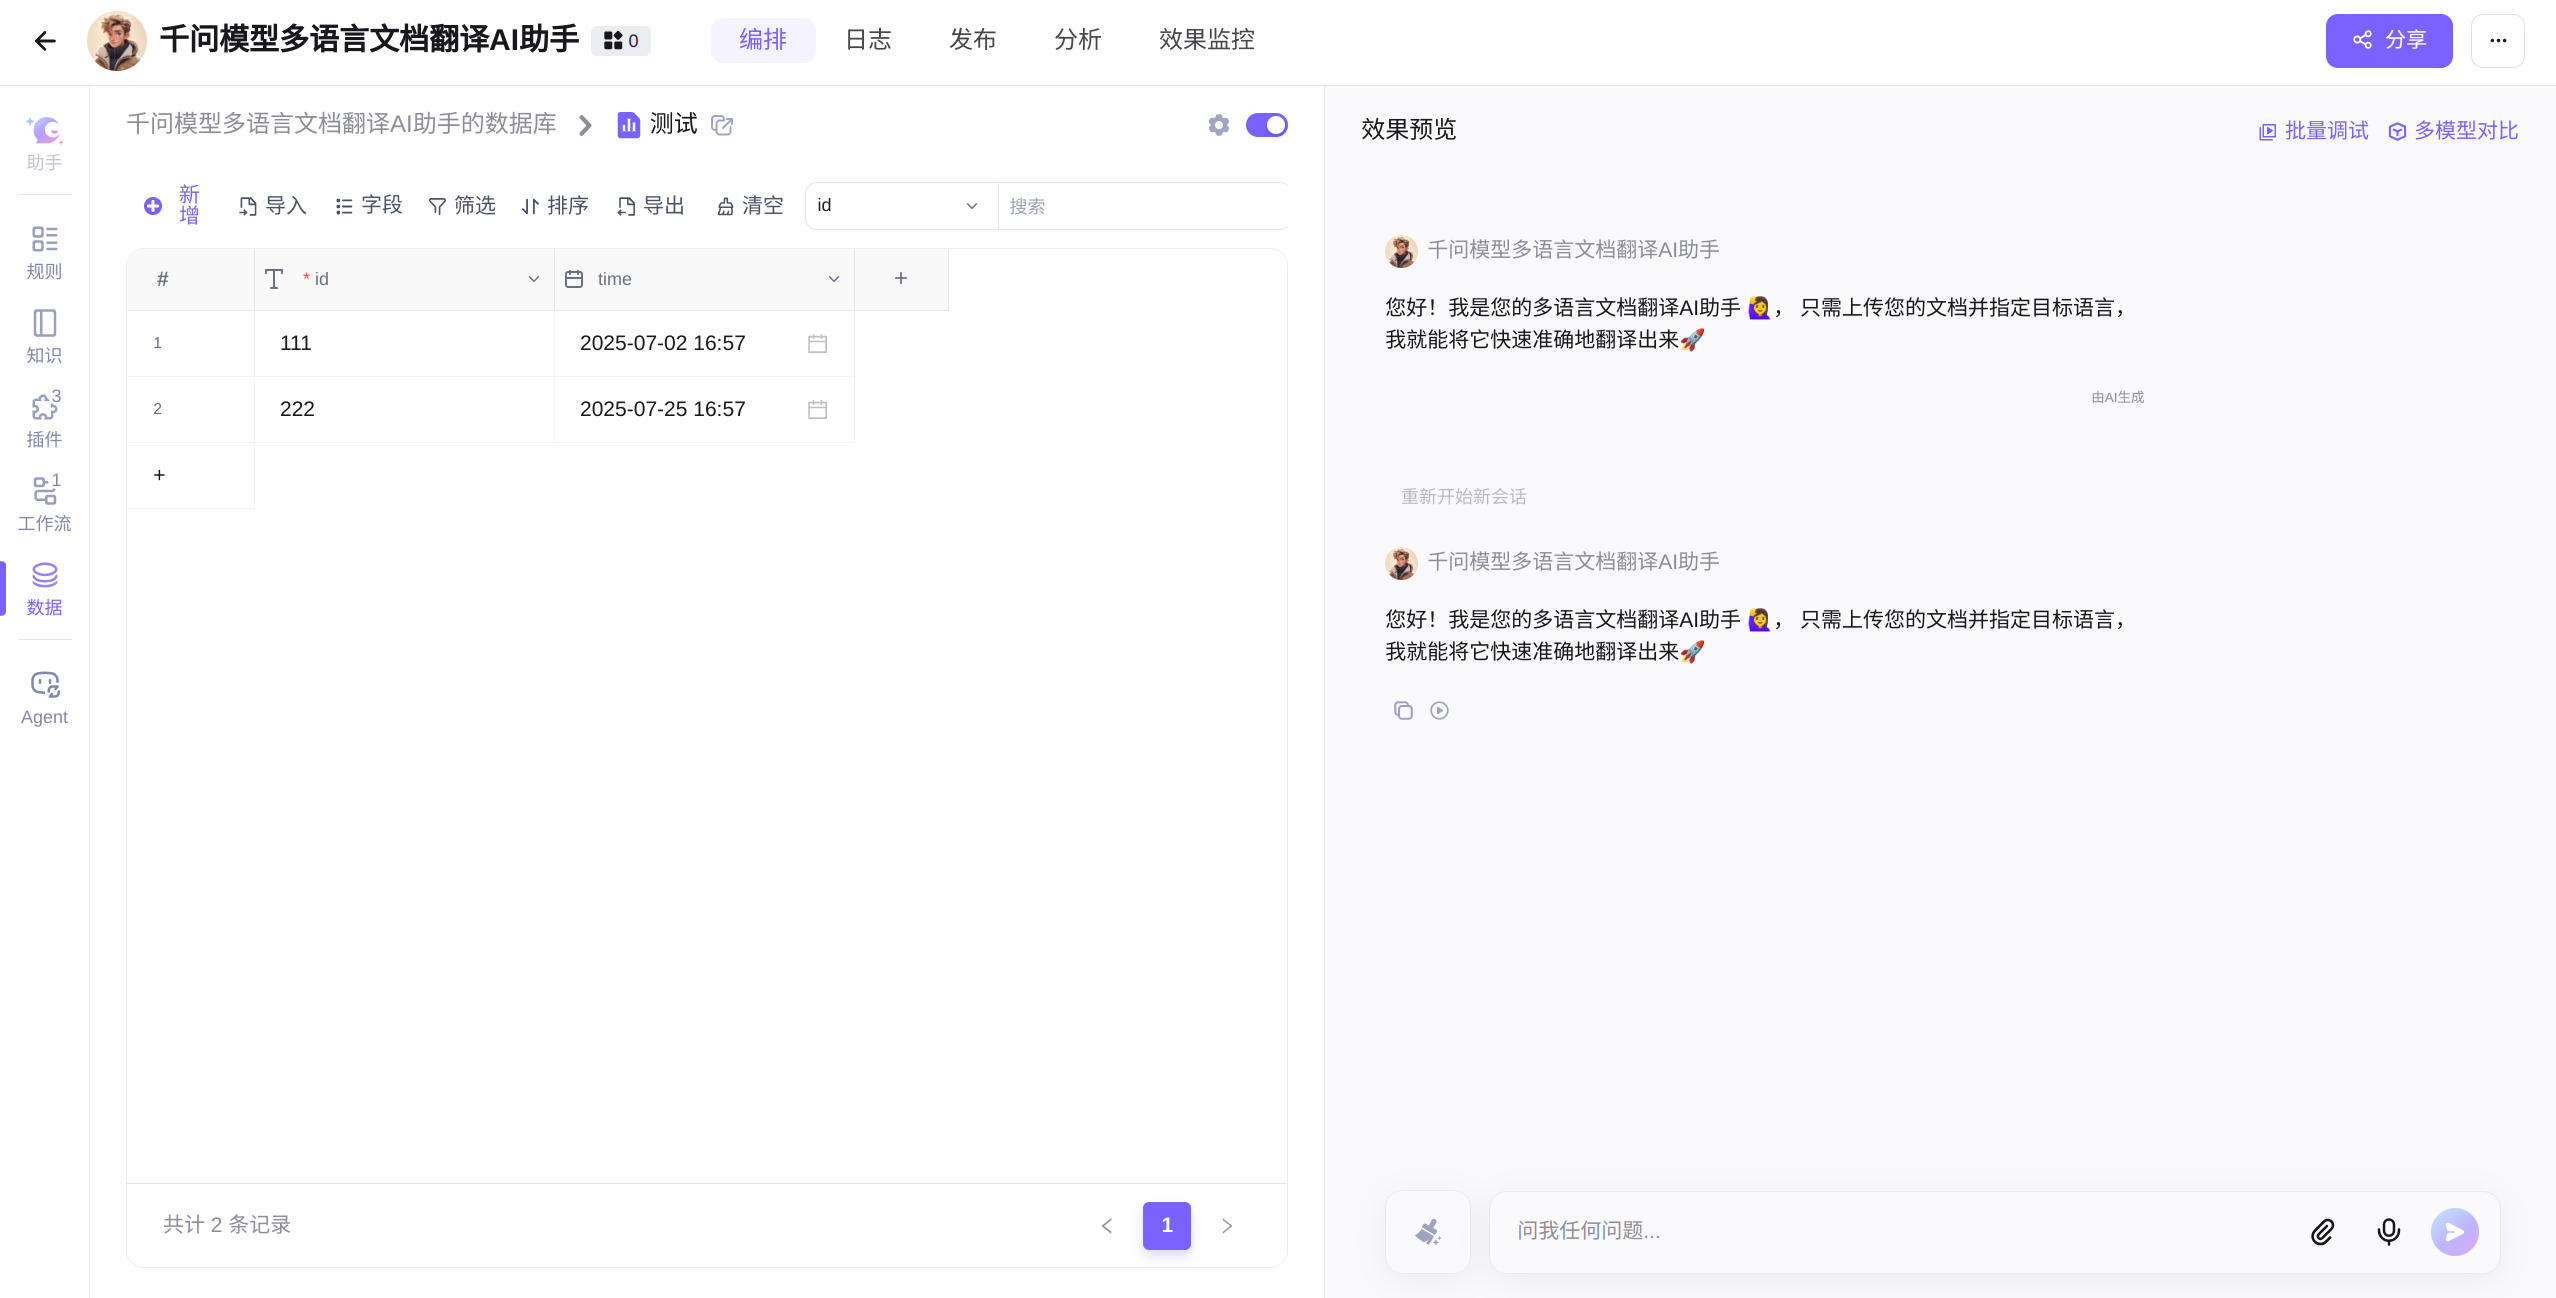 千问模型多语言文档翻译AI助手 0 编排 日志 发布 分析 效果监控 分享
助手
规则
知识
3
插件
1
工作流
数据
Agent
千问模型多语言文档翻译AI助手的数据库 测试
新增 导入 字段 筛选 排序 导出 清空 id 搜索
# * id time +
1 111 2025-07-02 16:57
2 222 2025-07-25 16:57
+
共计 2 条记录 1
效果预览 批量调试 多模型对比
千问模型多语言文档翻译AI助手
您好！我是您的多语言文档翻译AI助手 🙋‍♀️， 只需上传您的文档并指定目标语言，
我就能将它快速准确地翻译出来🚀
由AI生成
重新开始新会话
千问模型多语言文档翻译AI助手
您好！我是您的多语言文档翻译AI助手 🙋‍♀️， 只需上传您的文档并指定目标语言，
我就能将它快速准确地翻译出来🚀
问我任何问题...